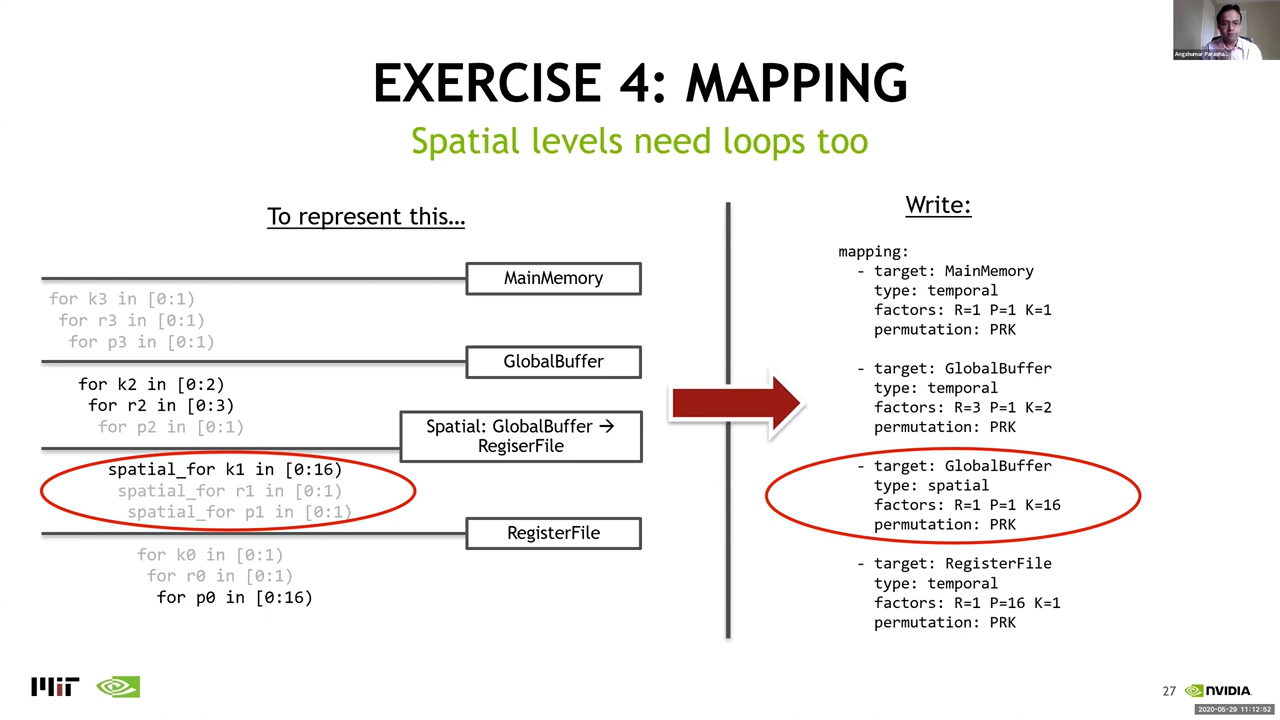 Angshumar Parasha...
EXERCISE 4: MAPPING
Spatial levels need loops too
To represent this…
MainMemory
for k3 in [0:1)
for r3 in [0:1)
for p3 in [0:1)
GlobalBuffer
for k2 in [0:2)
for r2 in [0:3)
for p2 in [0:1)
Spatial: GlobalBuffer →
RegiserFile
spatial_for k1 in [0:16)
spatial_for r1 in [0:1)
spatial_for p1 in [0:1)
RegisterFile
for k0 in [0:1)
for r0 in [0:1)
for p0 in [0:16)
Write:
mapping:
- target: MainMemory
type: temporal
factors: R=1 P=1 K=1
permutation: PRK
- target: GlobalBuffer
type: temporal
factors: R=3 P=1 K=2
permutation: PRK
- target: GlobalBuffer
type: spatial
factors: R=1 P=1 K=16
permutation: PRK
- target: RegisterFile
type: temporal
factors: R=1 P=16 K=1
permutation: PRK
MIT
27
NVIDIA.
2020-05-29 11:12:52